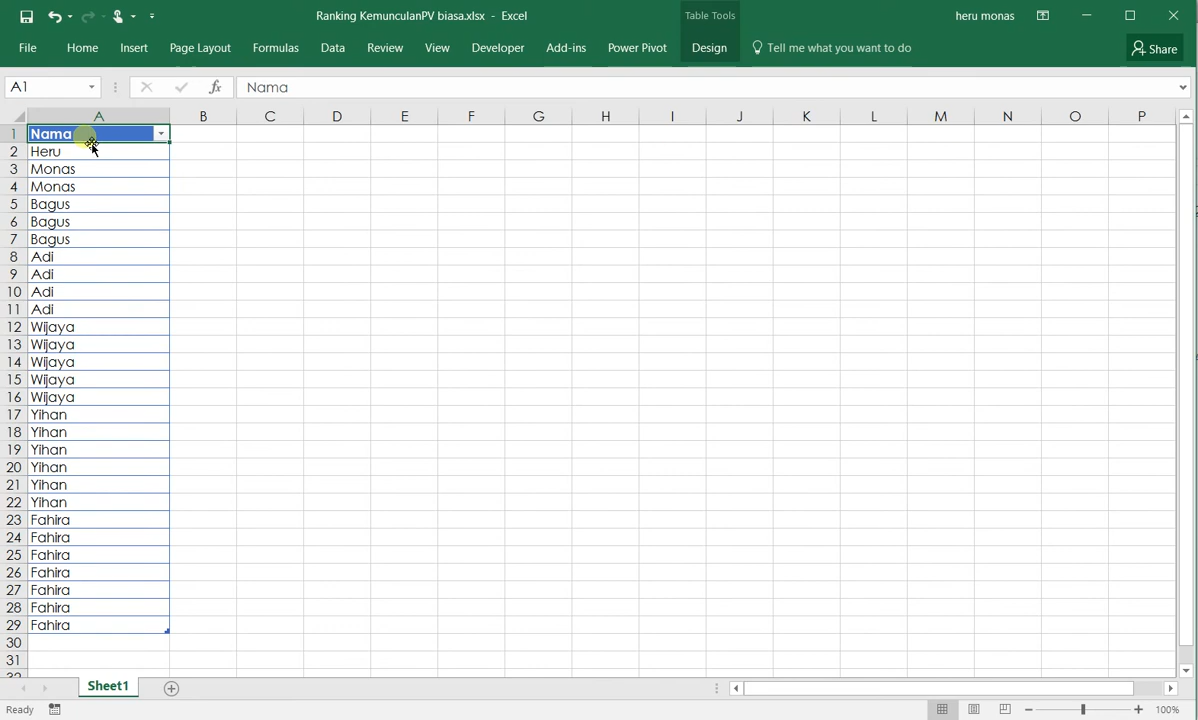 Ranking KemunculanPV biasa.xlsx - Excel
Table Tools
heru monas
File Home Insert Page Layout Formulas Data Review View Developer Add-ins Power Pivot Design Tell me what you want to do Share
A1 fx Nama
A B C D E F G H I J K L M N O P
1 Nama
2 Heru
3 Monas
4 Monas
5 Bagus
6 Bagus
7 Bagus
8 Adi
9 Adi
10 Adi
11 Adi
12 Wijaya
13 Wijaya
14 Wijaya
15 Wijaya
16 Wijaya
17 Yihan
18 Yihan
19 Yihan
20 Yihan
21 Yihan
22 Yihan
23 Fahira
24 Fahira
25 Fahira
26 Fahira
27 Fahira
28 Fahira
29 Fahira
30
31
32
Sheet1
Ready
100%